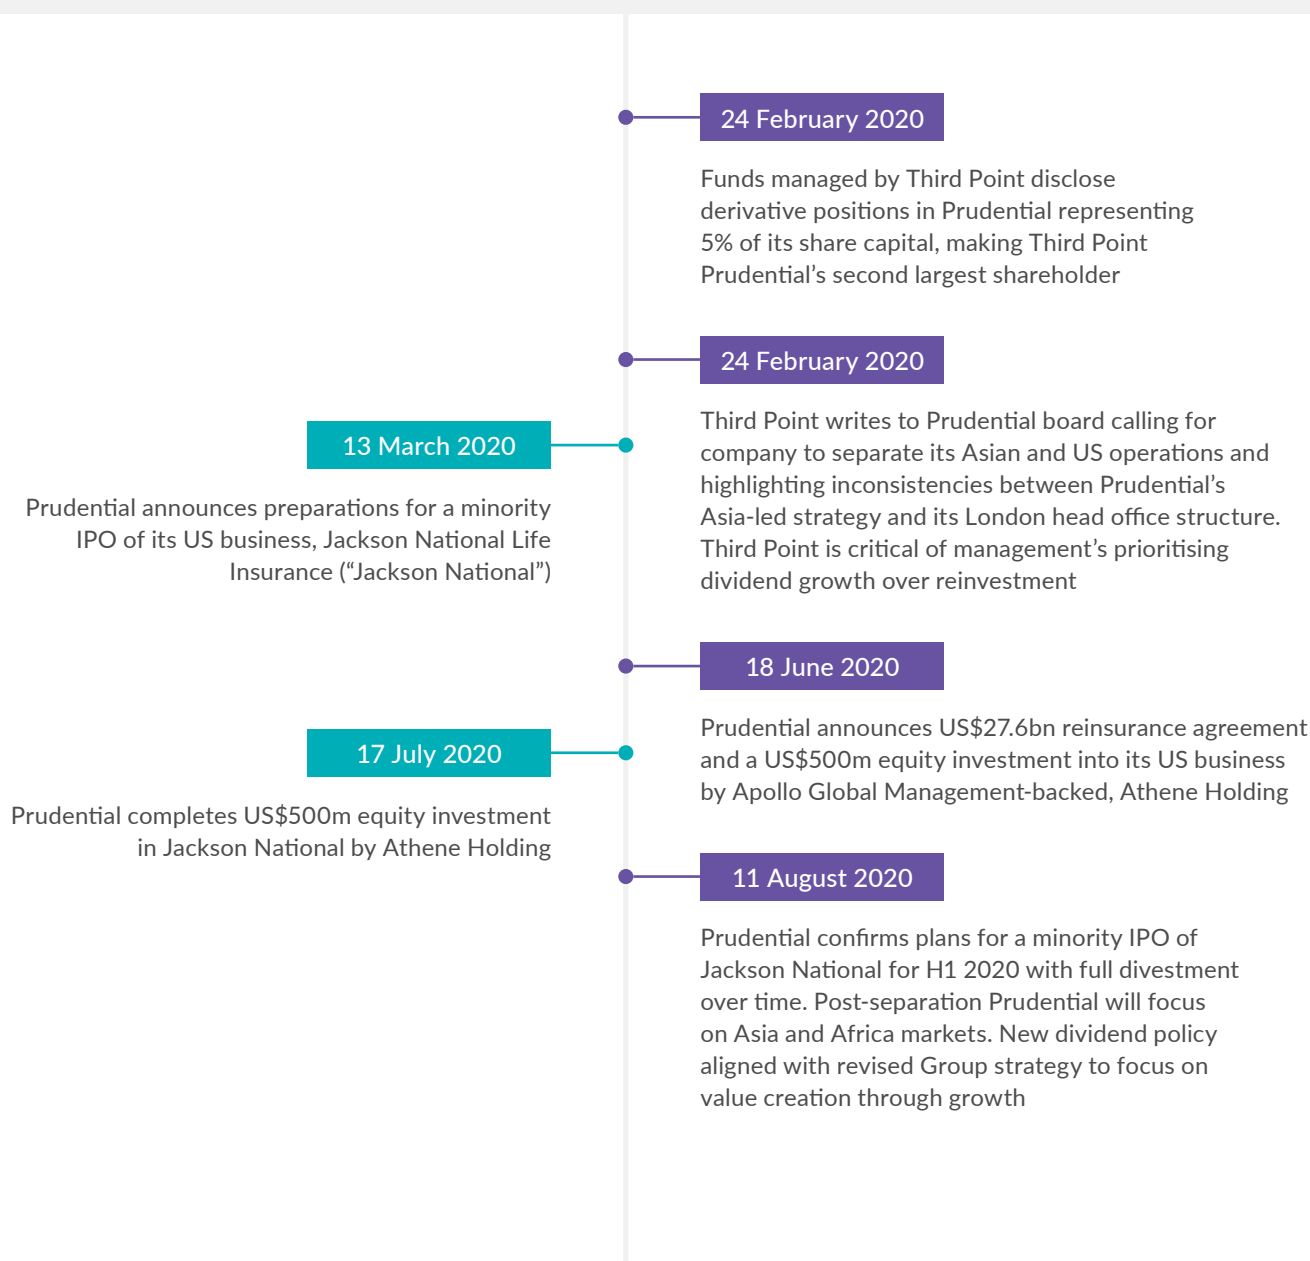 24 February 2020
Funds managed by Third Point disclose
derivative positions in Prudential representing
5% of its share capital, making Third Point
Prudential’s second largest shareholder
24 February 2020
Third Point writes to Prudential board calling for
company to separate its Asian and US operations and
highlighting inconsistencies between Prudential’s
Asia-led strategy and its London head office structure.
Third Point is critical of management’s prioritising
dividend growth over reinvestment
13 March 2020
Prudential announces preparations for a minority
IPO of its US business, Jackson National Life
Insurance (“Jackson National”)
18 June 2020
Prudential announces US$27.6bn reinsurance agreement
and a US$500m equity investment into its US business
by Apollo Global Management-backed, Athene Holding
17 July 2020
Prudential completes US$500m equity investment
in Jackson National by Athene Holding
11 August 2020
Prudential confirms plans for a minority IPO of
Jackson National for H1 2020 with full divestment
over time. Post-separation Prudential will focus
on Asia and Africa markets. New dividend policy
aligned with revised Group strategy to focus on
value creation through growth